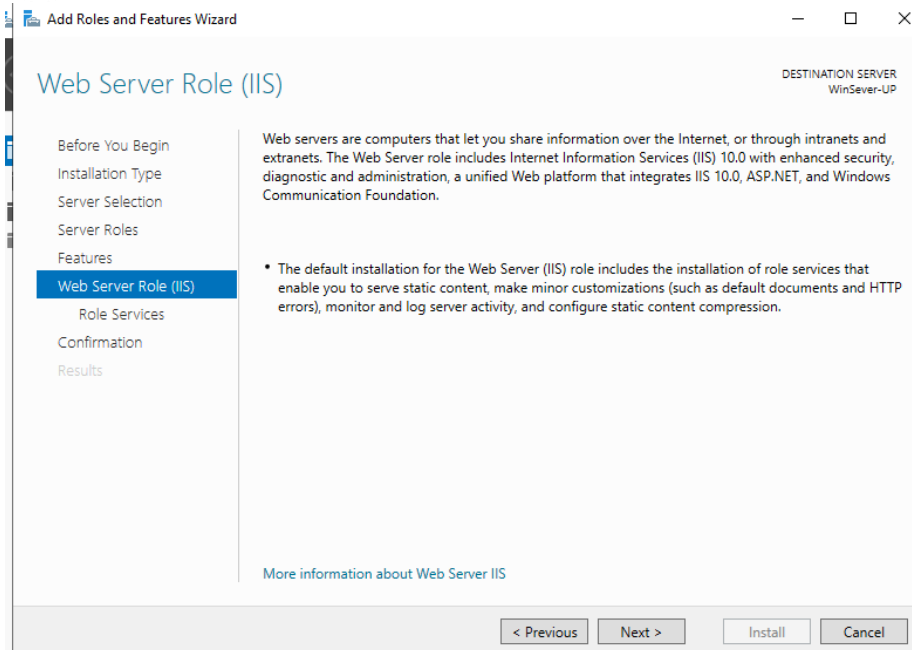 Add Roles and Features Wizard
Web Server Role (IIS)
DESTINATION SERVER
WinSever-UP
Before You Begin
Installation Type
Server Selection
Server Roles
Features
Web Server Role (IIS)
Role Services
Confirmation
Results
Web servers are computers that let you share information over the Internet, or through intranets and
extranets. The Web Server role includes Internet Information Services (IIS) 10.0 with enhanced security,
diagnostic and administration, a unified Web platform that integrates IIS 10.0, ASP.NET, and Windows
Communication Foundation.
• The default installation for the Web Server (IIS) role includes the installation of role services that
enable you to serve static content, make minor customizations (such as default documents and HTTP
errors), monitor and log server activity, and configure static content compression.
More information about Web Server IIS
< Previous
Next >
Install
Cancel